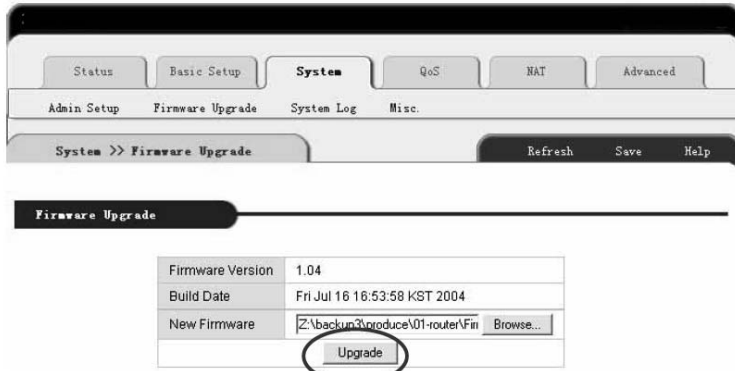 Status Basic Setup System QoS NAT Advanced
Admin Setup Firmware Upgrade System Log Misc.
System >> Firmware Upgrade Refresh Save Help
Firmware Upgrade
Firmware Version 1.04
Build Date Fri Jul 16 16:53:58 KST 2004
New Firmware Z:\backup3\produce\01-router\Fir Browse...
Upgrade